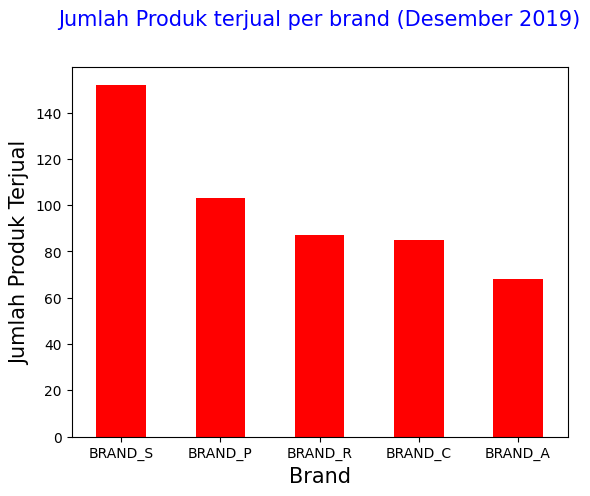 Jumlah Produk terjual per brand (Desember 2019)
Jumlah Produk Terjual
140
120
100
80
60
40
20
0
BRAND_S BRAND_P BRAND_R BRAND_C BRAND_A
Brand